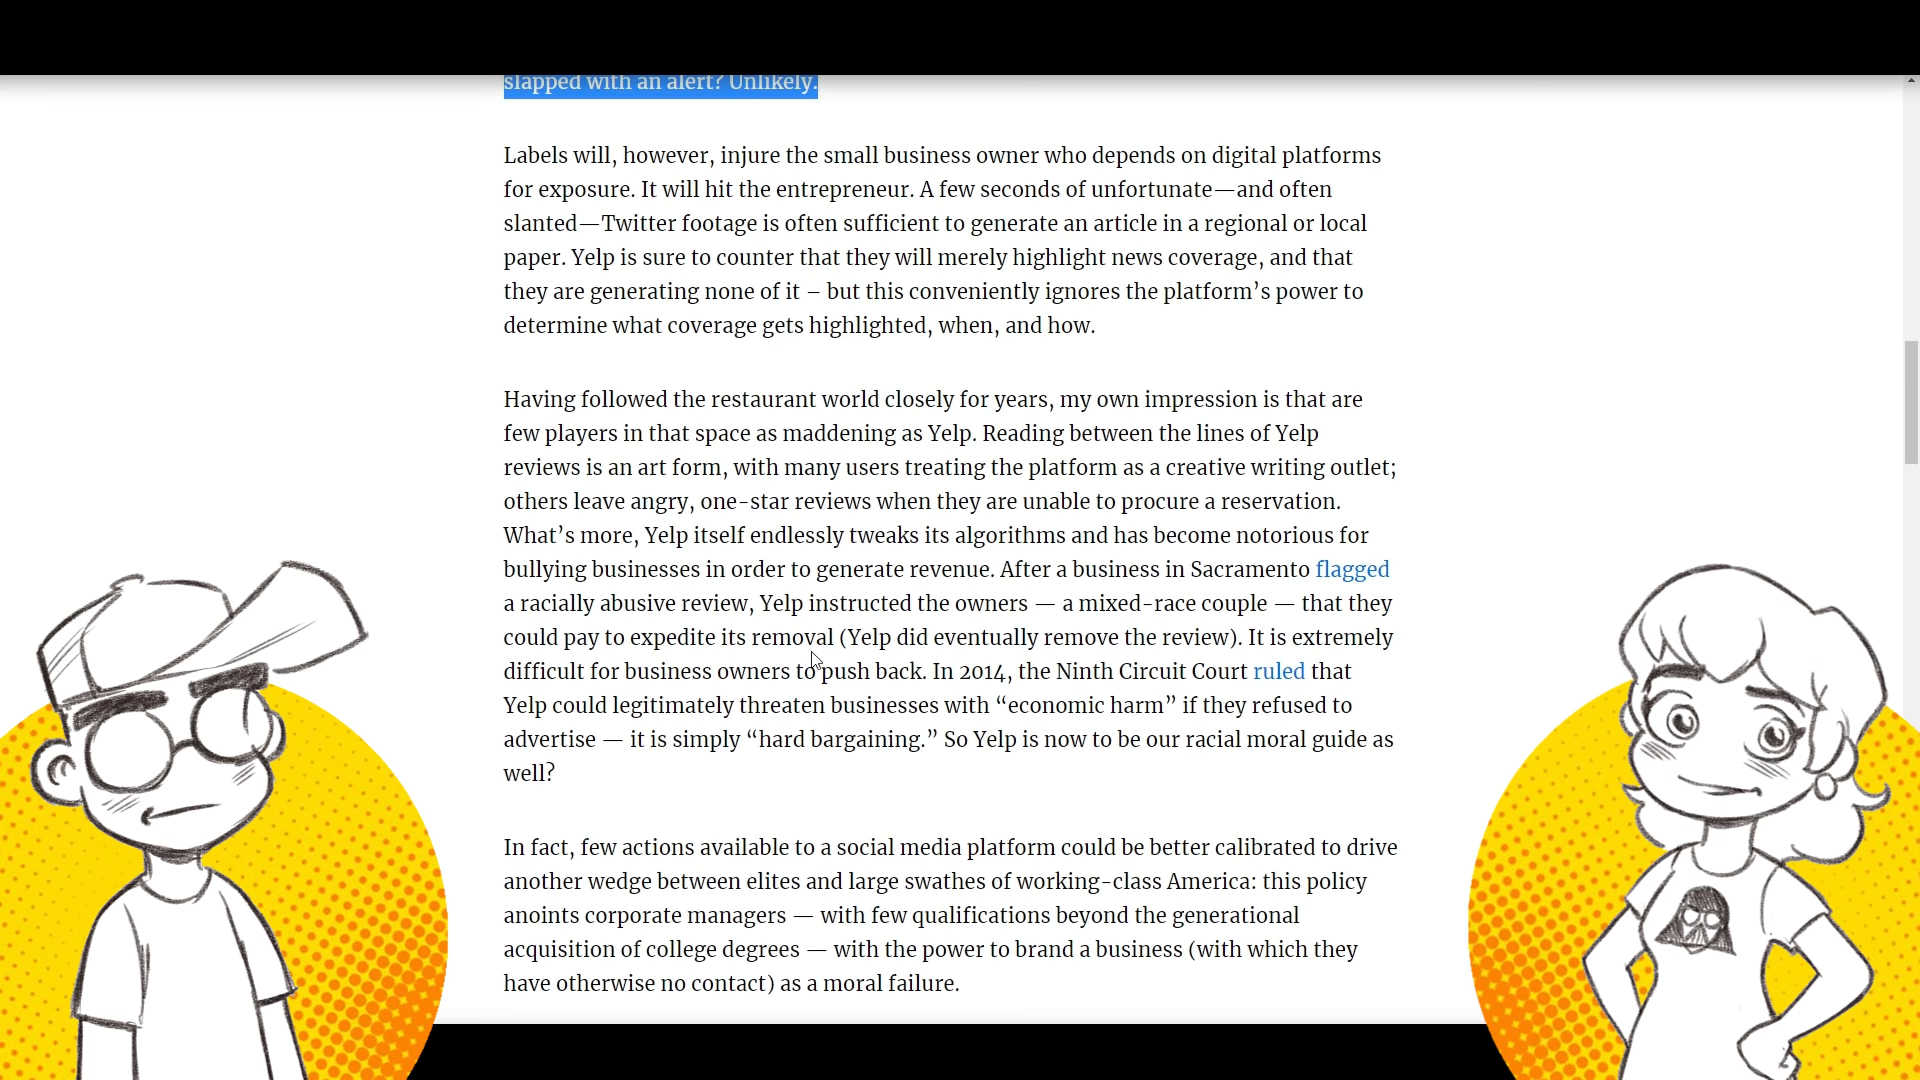 slapped with an alert? Unlikely.
Labels will, however, injure the small business owner who depends on digital platforms
for exposure. It will hit the entrepreneur. A few seconds of unfortunate—and often
slanted—Twitter footage is often sufficient to generate an article in a regional or local
paper. Yelp is sure to counter that they will merely highlight news coverage, and that
they are generating none of it – but this conveniently ignores the platform’s power to
determine what coverage gets highlighted, when, and how.
Having followed the restaurant world closely for years, my own impression is that are
few players in that space as maddening as Yelp. Reading between the lines of Yelp
reviews is an art form, with many users treating the platform as a creative writing outlet;
others leave angry, one-star reviews when they are unable to procure a reservation.
What’s more, Yelp itself endlessly tweaks its algorithms and has become notorious for
bullying businesses in order to generate revenue. After a business in Sacramento flagged
a racially abusive review, Yelp instructed the owners — a mixed-race couple — that they
could pay to expedite its removal (Yelp did eventually remove the review). It is extremely
difficult for business owners to push back. In 2014, the Ninth Circuit Court ruled that
Yelp could legitimately threaten businesses with “economic harm” if they refused to
advertise — it is simply “hard bargaining.” So Yelp is now to be our racial moral guide as
well?
In fact, few actions available to a social media platform could be better calibrated to drive
another wedge between elites and large swathes of working-class America: this policy
anoints corporate managers — with few qualifications beyond the generational
acquisition of college degrees — with the power to brand a business (with which they
have otherwise no contact) as a moral failure.